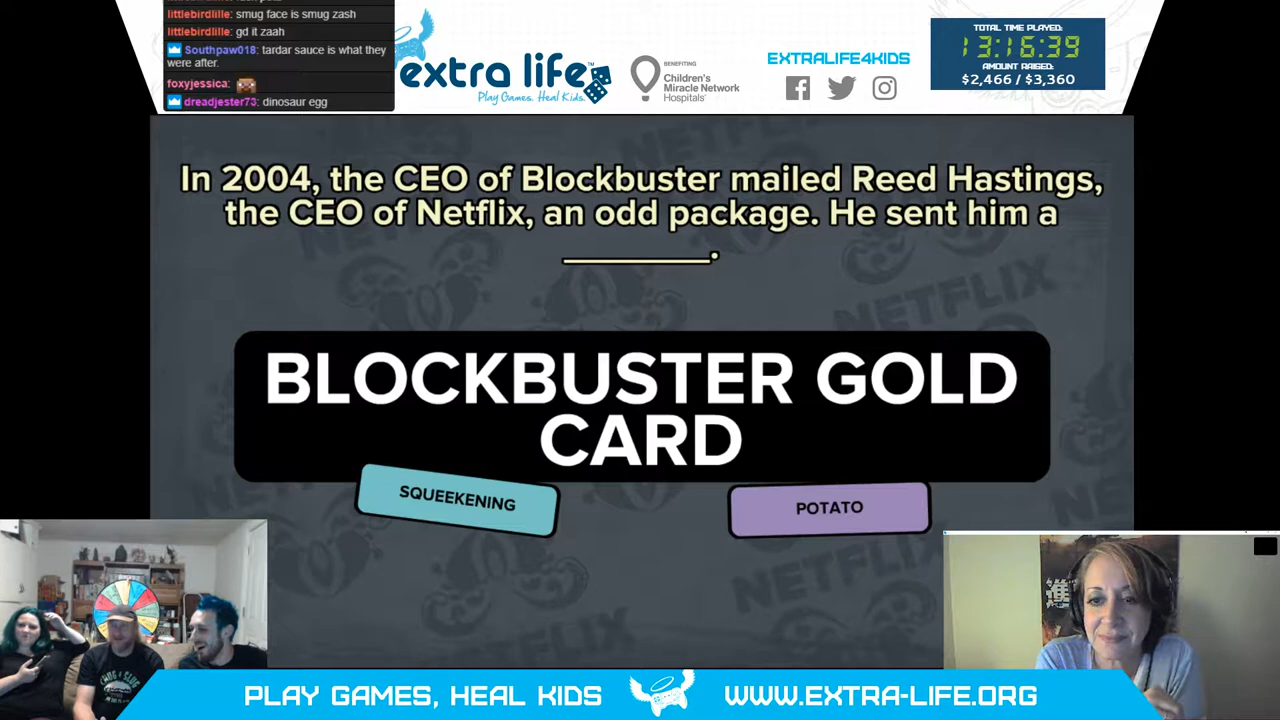 littlebirdlille: smug face is smug zash
littlebirdlille: gd it zaah
Southpaw018: tardar sauce is what they
were after.
foxyjessica:
dreadjester73: dinosaur egg
extra life
Play Games. Heal Kids.
BENEFITING
Children's
Miracle Network
Hospitals
EXTRALIFE4KIDS
TOTAL TIME PLAYED:
13:16:39
AMOUNT RAISED:
$2,466 / $3,360
In 2004, the CEO of Blockbuster mailed Reed Hastings,
the CEO of Netflix, an odd package. He sent him a
__________.
BLOCKBUSTER GOLD
CARD
SQUEEKENING
POTATO
NETFLIX
NETFLIX
NETFLIX
PLAY GAMES, HEAL KIDS
WWW.EXTRA-LIFE.ORG